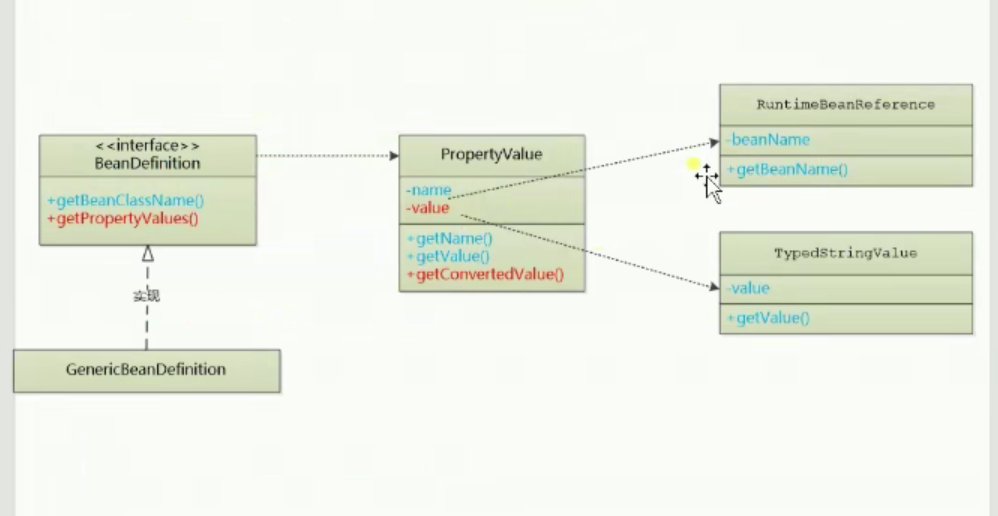 <<interface>>
BeanDefinition
+getBeanClassName()
+getPropertyValues()
实现
GenericBeanDefinition
PropertyValue
-name
-value
+getName()
+getValue()
+getConvertedValue()
RuntimeBeanReference
-beanName
+getBeanName()
TypedStringValue
-value
+getValue()